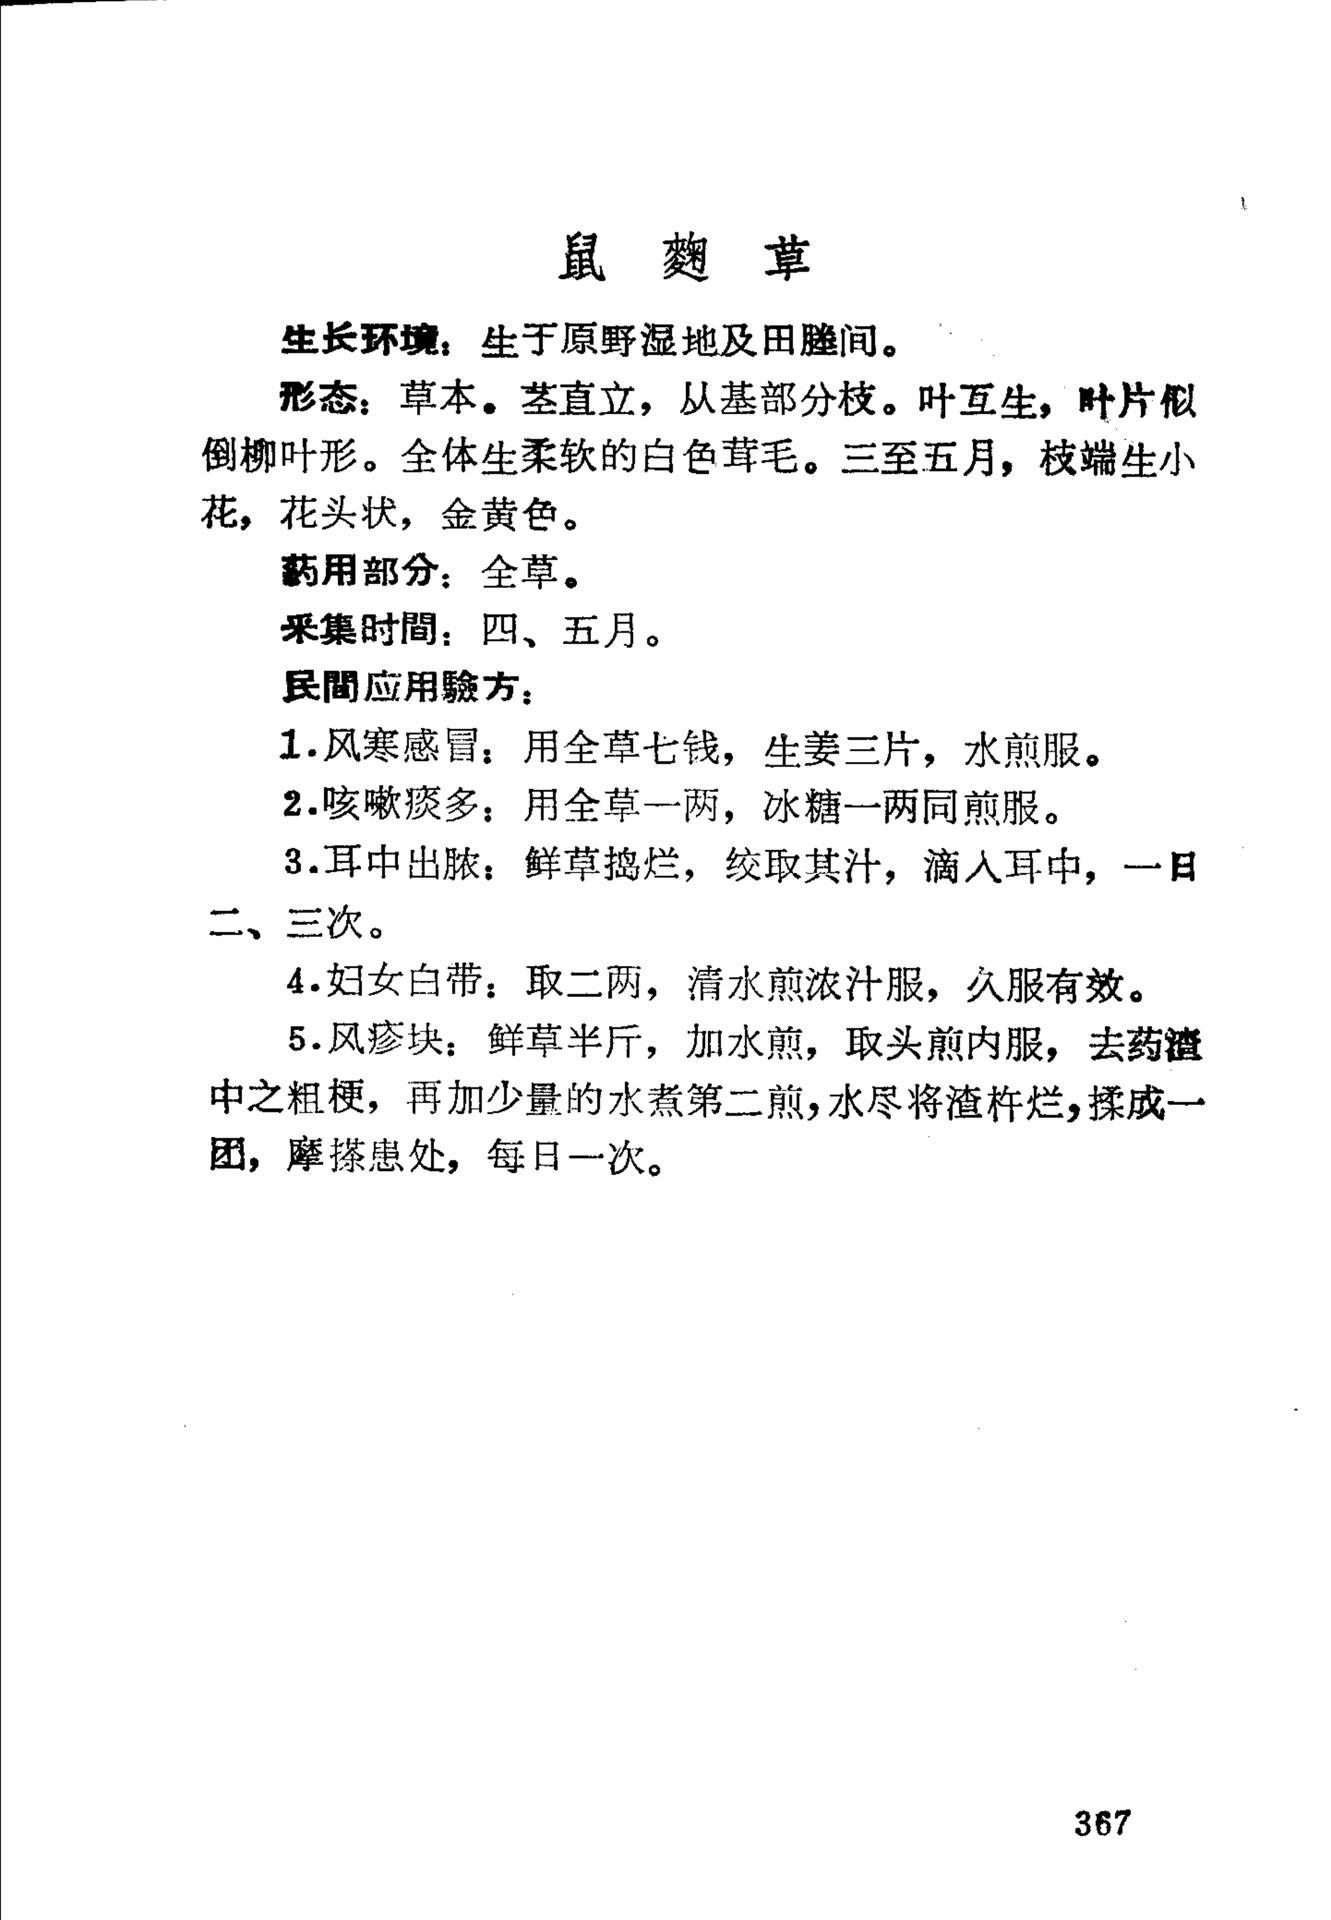 鼠麴草
生长环境：生于原野湿地及田塍间。
形态：草本。茎直立，从基部分枝。叶互生，叶片似
倒柳叶形。全体生柔软的白色茸毛。三至五月，枝端生小
花，花头状，金黄色。
药用部分：全草。
采集时間：四、五月。
民間应用驗方：
1.风寒感冒：用全草七钱，生姜三片，水煎服。
2.咳嗽痰多：用全草一两，冰糖一两同煎服。
3.耳中出脓：鲜草捣烂，绞取其汁，滴入耳中，一日
二、三次。
4.妇女白带：取二两，清水煎浓汁服，久服有效。
5.风疹块：鲜草半斤，加水煎，取头煎内服，去药渣
中之粗梗，再加少量的水煮第二煎，水尽将渣杵烂，揉成一
团，摩搽患处，每日一次。
367